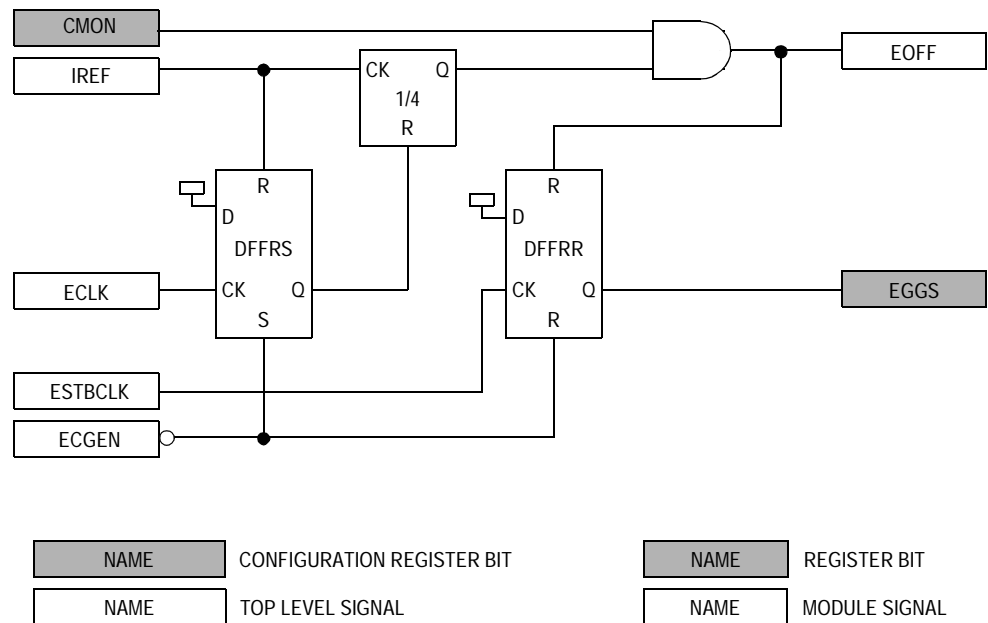 CMON
EOFF
IREF
CK Q
1/4
R
R
R
D
D
DFFRS
DFFRR
ECLK
CK Q
CK Q
EGGS
S
R
ESTBCLK
ECGEN
NAME CONFIGURATION REGISTER BIT
NAME REGISTER BIT
NAME TOP LEVEL SIGNAL
NAME MODULE SIGNAL